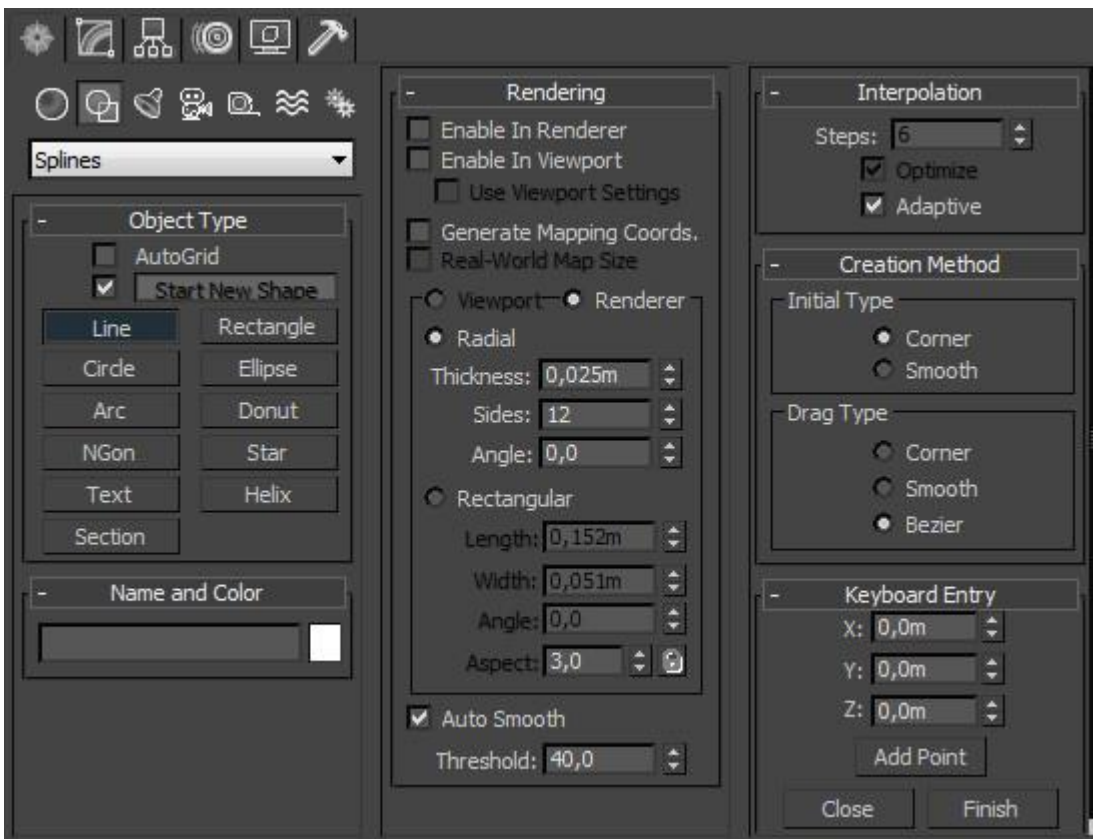 Splines
- Object Type
AutoGrid
Start New Shape
Line Rectangle
Circle Ellipse
Arc Donut
NGon Star
Text Helix
Section
- Name and Color
- Rendering
Enable In Renderer
Enable In Viewport
Use Viewport Settings
Generate Mapping Coords.
Real-World Map Size
Viewport Renderer
Radial
Thickness: 0,025m
Sides: 12
Angle: 0,0
Rectangular
Length: 0,152m
Width: 0,051m
Angle: 0,0
Aspect: 3,0
Auto Smooth
Threshold: 40,0
- Interpolation
Steps: 6
Optimize
Adaptive
- Creation Method
Initial Type
Corner
Smooth
Drag Type
Corner
Smooth
Bezier
- Keyboard Entry
X: 0,0m
Y: 0,0m
Z: 0,0m
Add Point
Close Finish